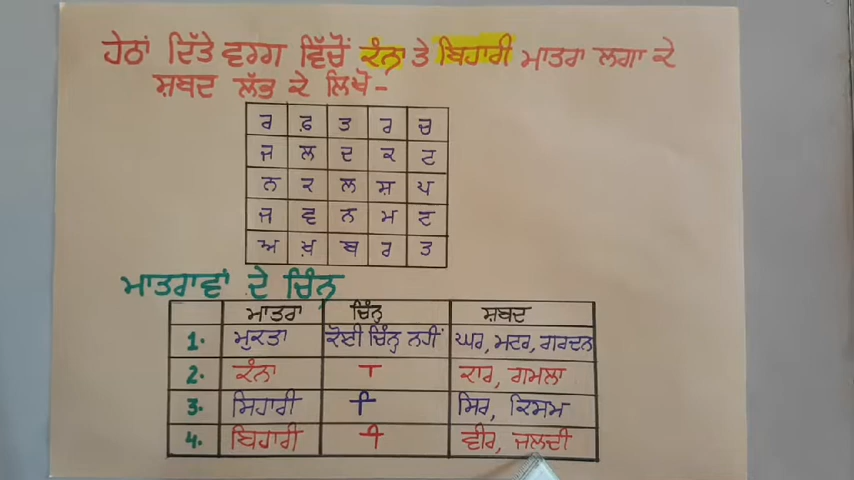 ਹੇਠਾਂ ਦਿੱਤੇ ਵਰਗ ਵਿੱਚੋਂ ਕੰਨਾ ਤੇ ਬਿਹਾਰੀ ਮਾਤਰਾ ਲਗਾ ਕੇ
ਸ਼ਬਦ ਲੱਭ ਕੇ ਲਿਖੋ -
ਰ ਫ਼ ਤ ਰ ਚ
ਜ ਲ ਦ ਕ ਟ
ਨ ਰ ਲ ਸ਼ ਪ
ਜ ਵ ਨ ਮ ਣ
ਅ ਖ਼ ਬ ਰ ਤ
ਮਾਤਰਾਵਾਂ ਦੇ ਚਿੰਨ੍ਹ
ਮਾਤਰਾ ਚਿੰਨ੍ਹ ਸ਼ਬਦ
1. ਮੁਕਤਾ ਕੋਈ ਚਿੰਨ੍ਹ ਨਹੀਂ ਘਰ, ਮਟਰ, ਗਰਦਨ
2. ਕੰਨਾ ਾ ਕਾਰ, ਗਮਲਾ
3. ਸਿਹਾਰੀ ਿ ਸਿਰ, ਕਿਸਮ
4. ਬਿਹਾਰੀ ੀ ਵੀਰ, ਜਲਦੀ